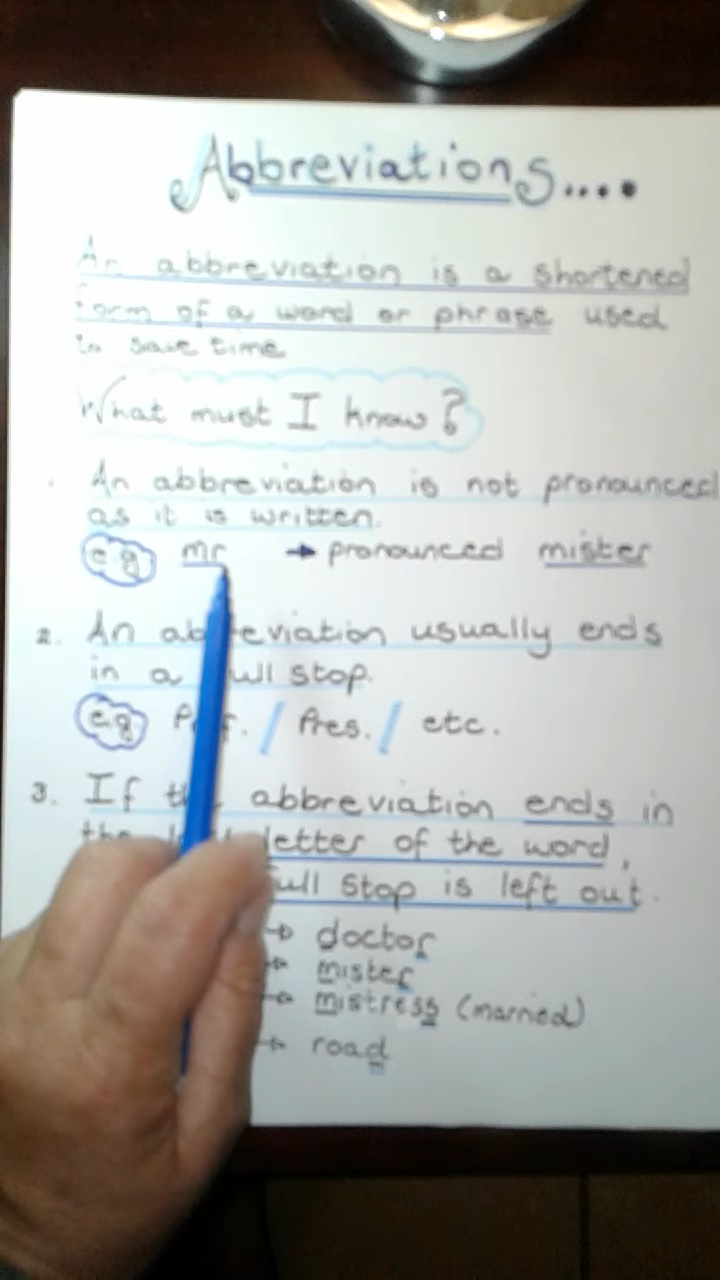 Abbreviations....
An abbreviation is a shortened
form of a word or phrase used
to save time
What must I know?
1. An abbreviation is not pronounced
as it is written.
e.g mr → pronounced mister
2. An abbreviation usually ends
in a full stop.
e.g / Pres. / etc.
3. If the abbreviation ends in
the letter of the word,
full stop is left out.
→ doctor
→ mister
→ mistress (married)
→ road